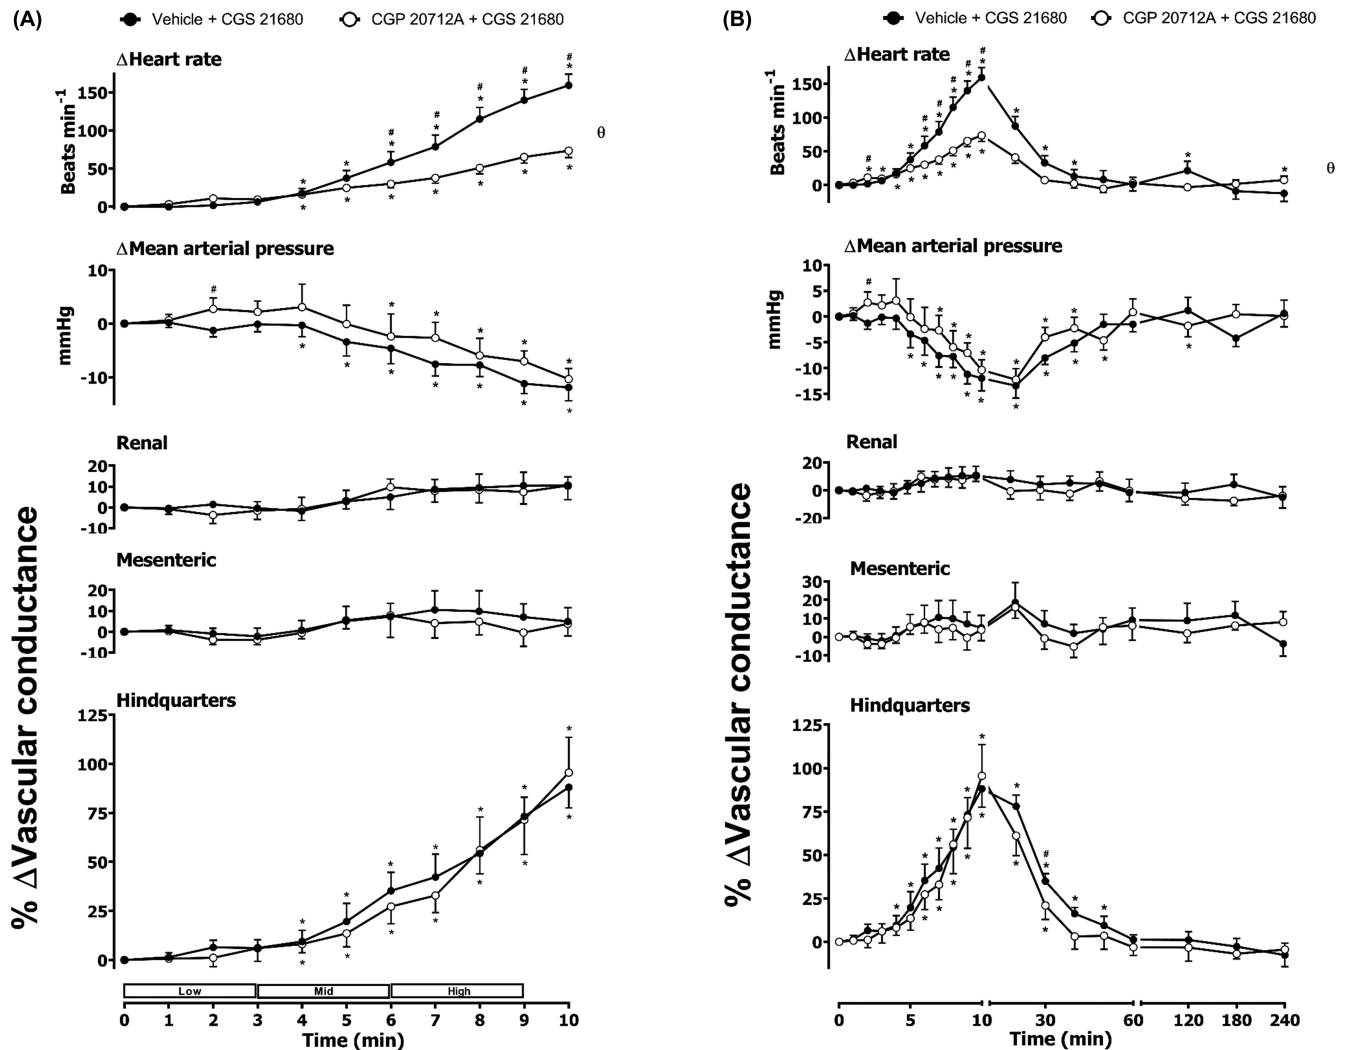 (A)
Vehicle + CGS 21680
CGP 20712A + CGS 21680
ΔHeart rate
Beats min⁻¹
150
100
50
0
θ
ΔMean arterial pressure
mmHg
10
0
-10
% ΔVascular conductance
Renal
20
10
0
-10
Mesenteric
20
10
0
-10
Hindquarters
125
100
75
50
25
0
Low Mid High
0 1 2 3 4 5 6 7 8 9 10
Time (min)
(B)
Vehicle + CGS 21680
CGP 20712A + CGS 21680
ΔHeart rate
Beats min⁻¹
150
100
50
0
θ
ΔMean arterial pressure
mmHg
10
5
0
-5
-10
-15
% ΔVascular conductance
Renal
20
0
-20
Mesenteric
30
20
10
0
-10
Hindquarters
125
100
75
50
25
0
0 5 10 30 60 120 180 240
Time (min)